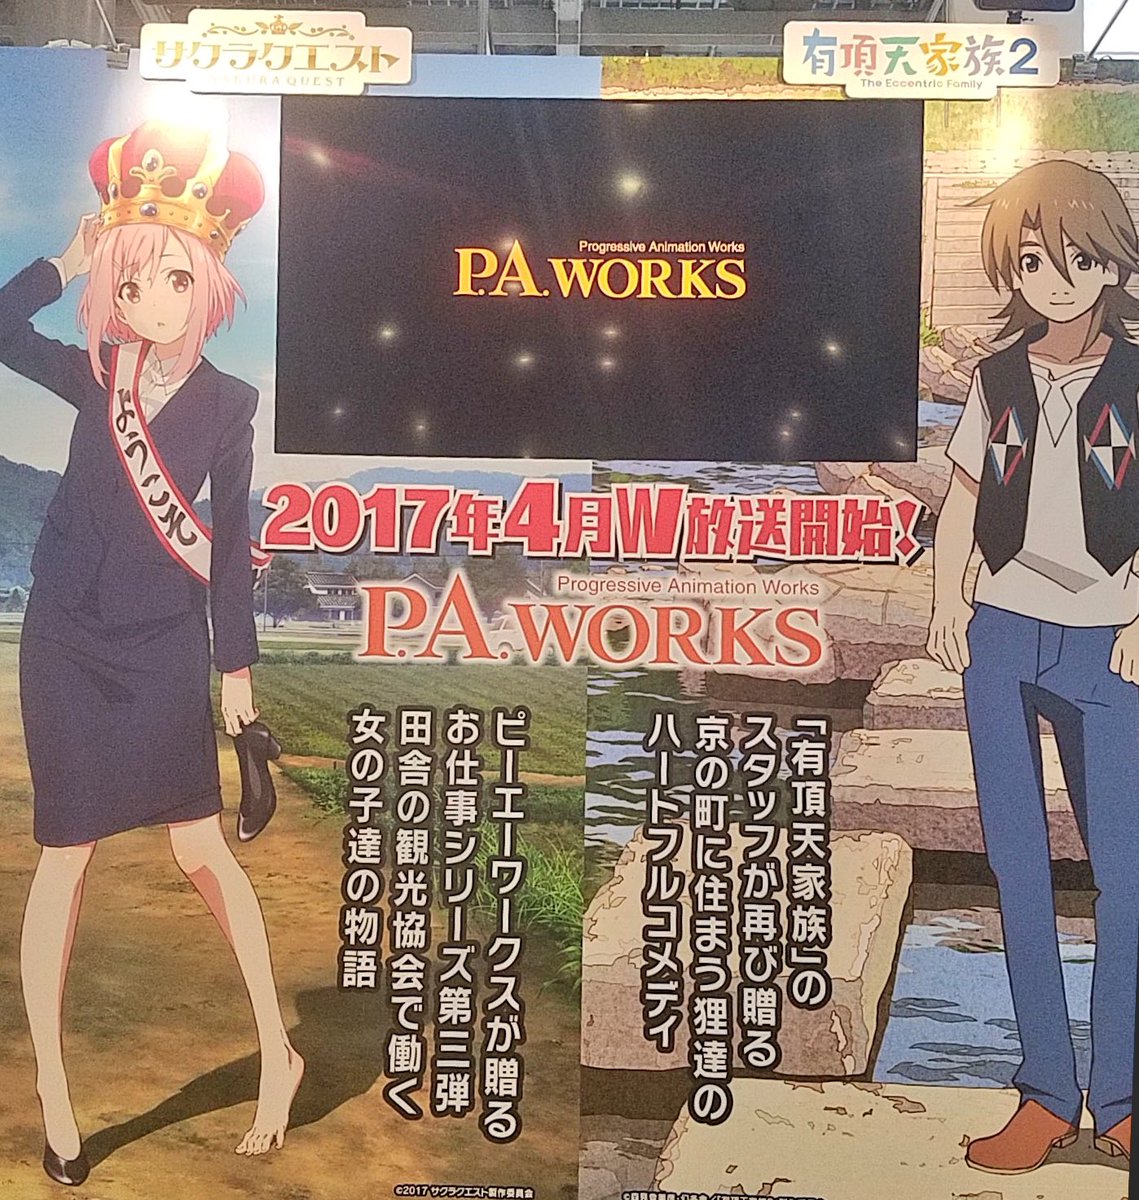 サクラクエスト
SAKURA QUEST
有頂天家族2
The Eccentric Family
Progressive Animation Works
P.A.WORKS
ようこそ
2017年4月W放送開始!
Progressive Animation Works
P.A.WORKS
ピーエーワークスが贈る
お仕事シリーズ第三弾
田舎の観光協会で働く
女の子達の物語
「有頂天家族」の
スタッフが再び贈る
京の町に住まう狸達の
ハートフルコメディ
©2017 サクラクエスト製作委員会